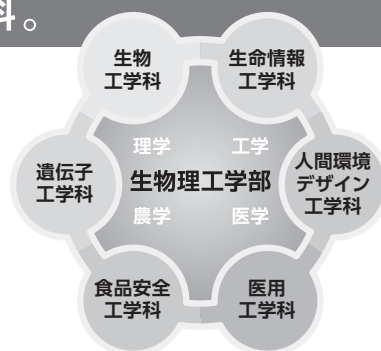 科。
生物
工学科
生命情報
工学科
遺伝子
工学科
理学
工学
生物理工学部
農学
医学
人間環境
デザイン
工学科
食品安全
工学科
医用
工学科